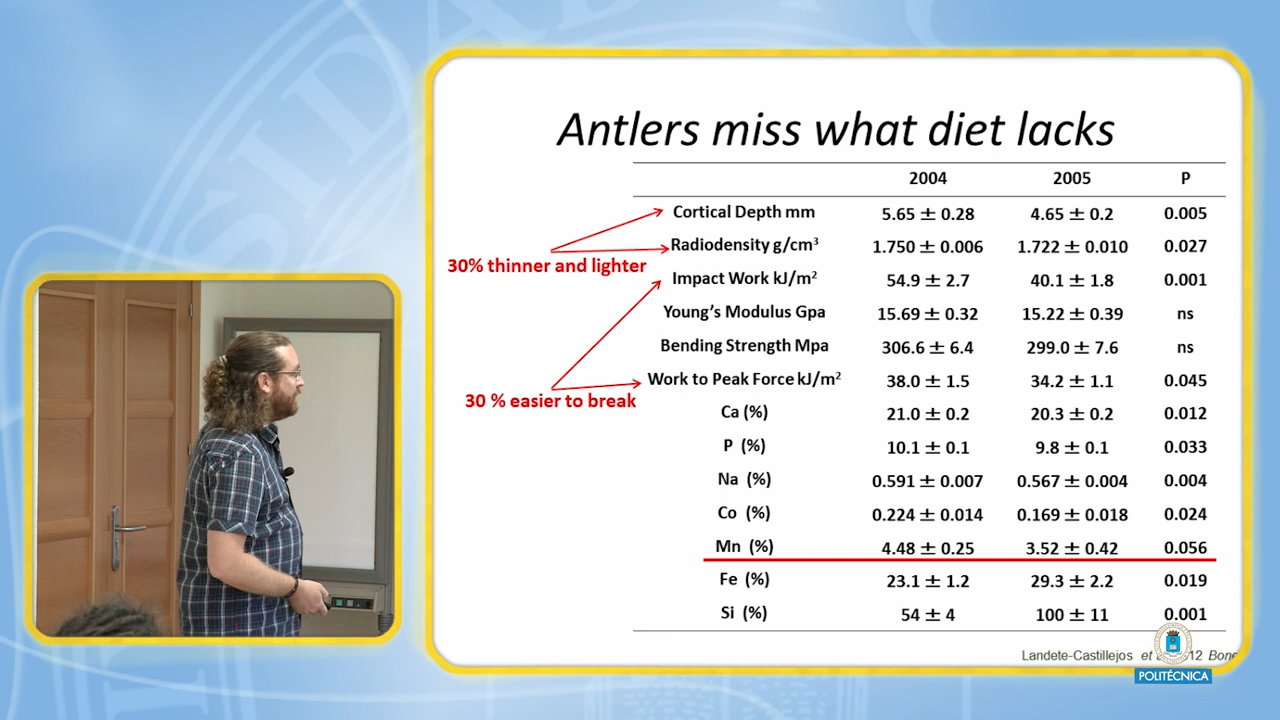 Antlers miss what diet lacks
2004 2005 P
Cortical Depth mm 5.65 ± 0.28 4.65 ± 0.2 0.005
Radiodensity g/cm³ 1.750 ± 0.006 1.722 ± 0.010 0.027
30% thinner and lighter
Impact Work kJ/m² 54.9 ± 2.7 40.1 ± 1.8 0.001
Young's Modulus Gpa 15.69 ± 0.32 15.22 ± 0.39 ns
Bending Strength Mpa 306.6 ± 6.4 299.0 ± 7.6 ns
Work to Peak Force kJ/m² 38.0 ± 1.5 34.2 ± 1.1 0.045
30 % easier to break
Ca (%) 21.0 ± 0.2 20.3 ± 0.2 0.012
P (%) 10.1 ± 0.1 9.8 ± 0.1 0.033
Na (%) 0.591 ± 0.007 0.567 ± 0.004 0.004
Co (%) 0.224 ± 0.014 0.169 ± 0.018 0.024
Mn (%) 4.48 ± 0.25 3.52 ± 0.42 0.056
Fe (%) 23.1 ± 1.2 29.3 ± 2.2 0.019
Si (%) 54 ± 4 100 ± 11 0.001
Landete-Castillejos et 12 Bone
POLITÉCNICA